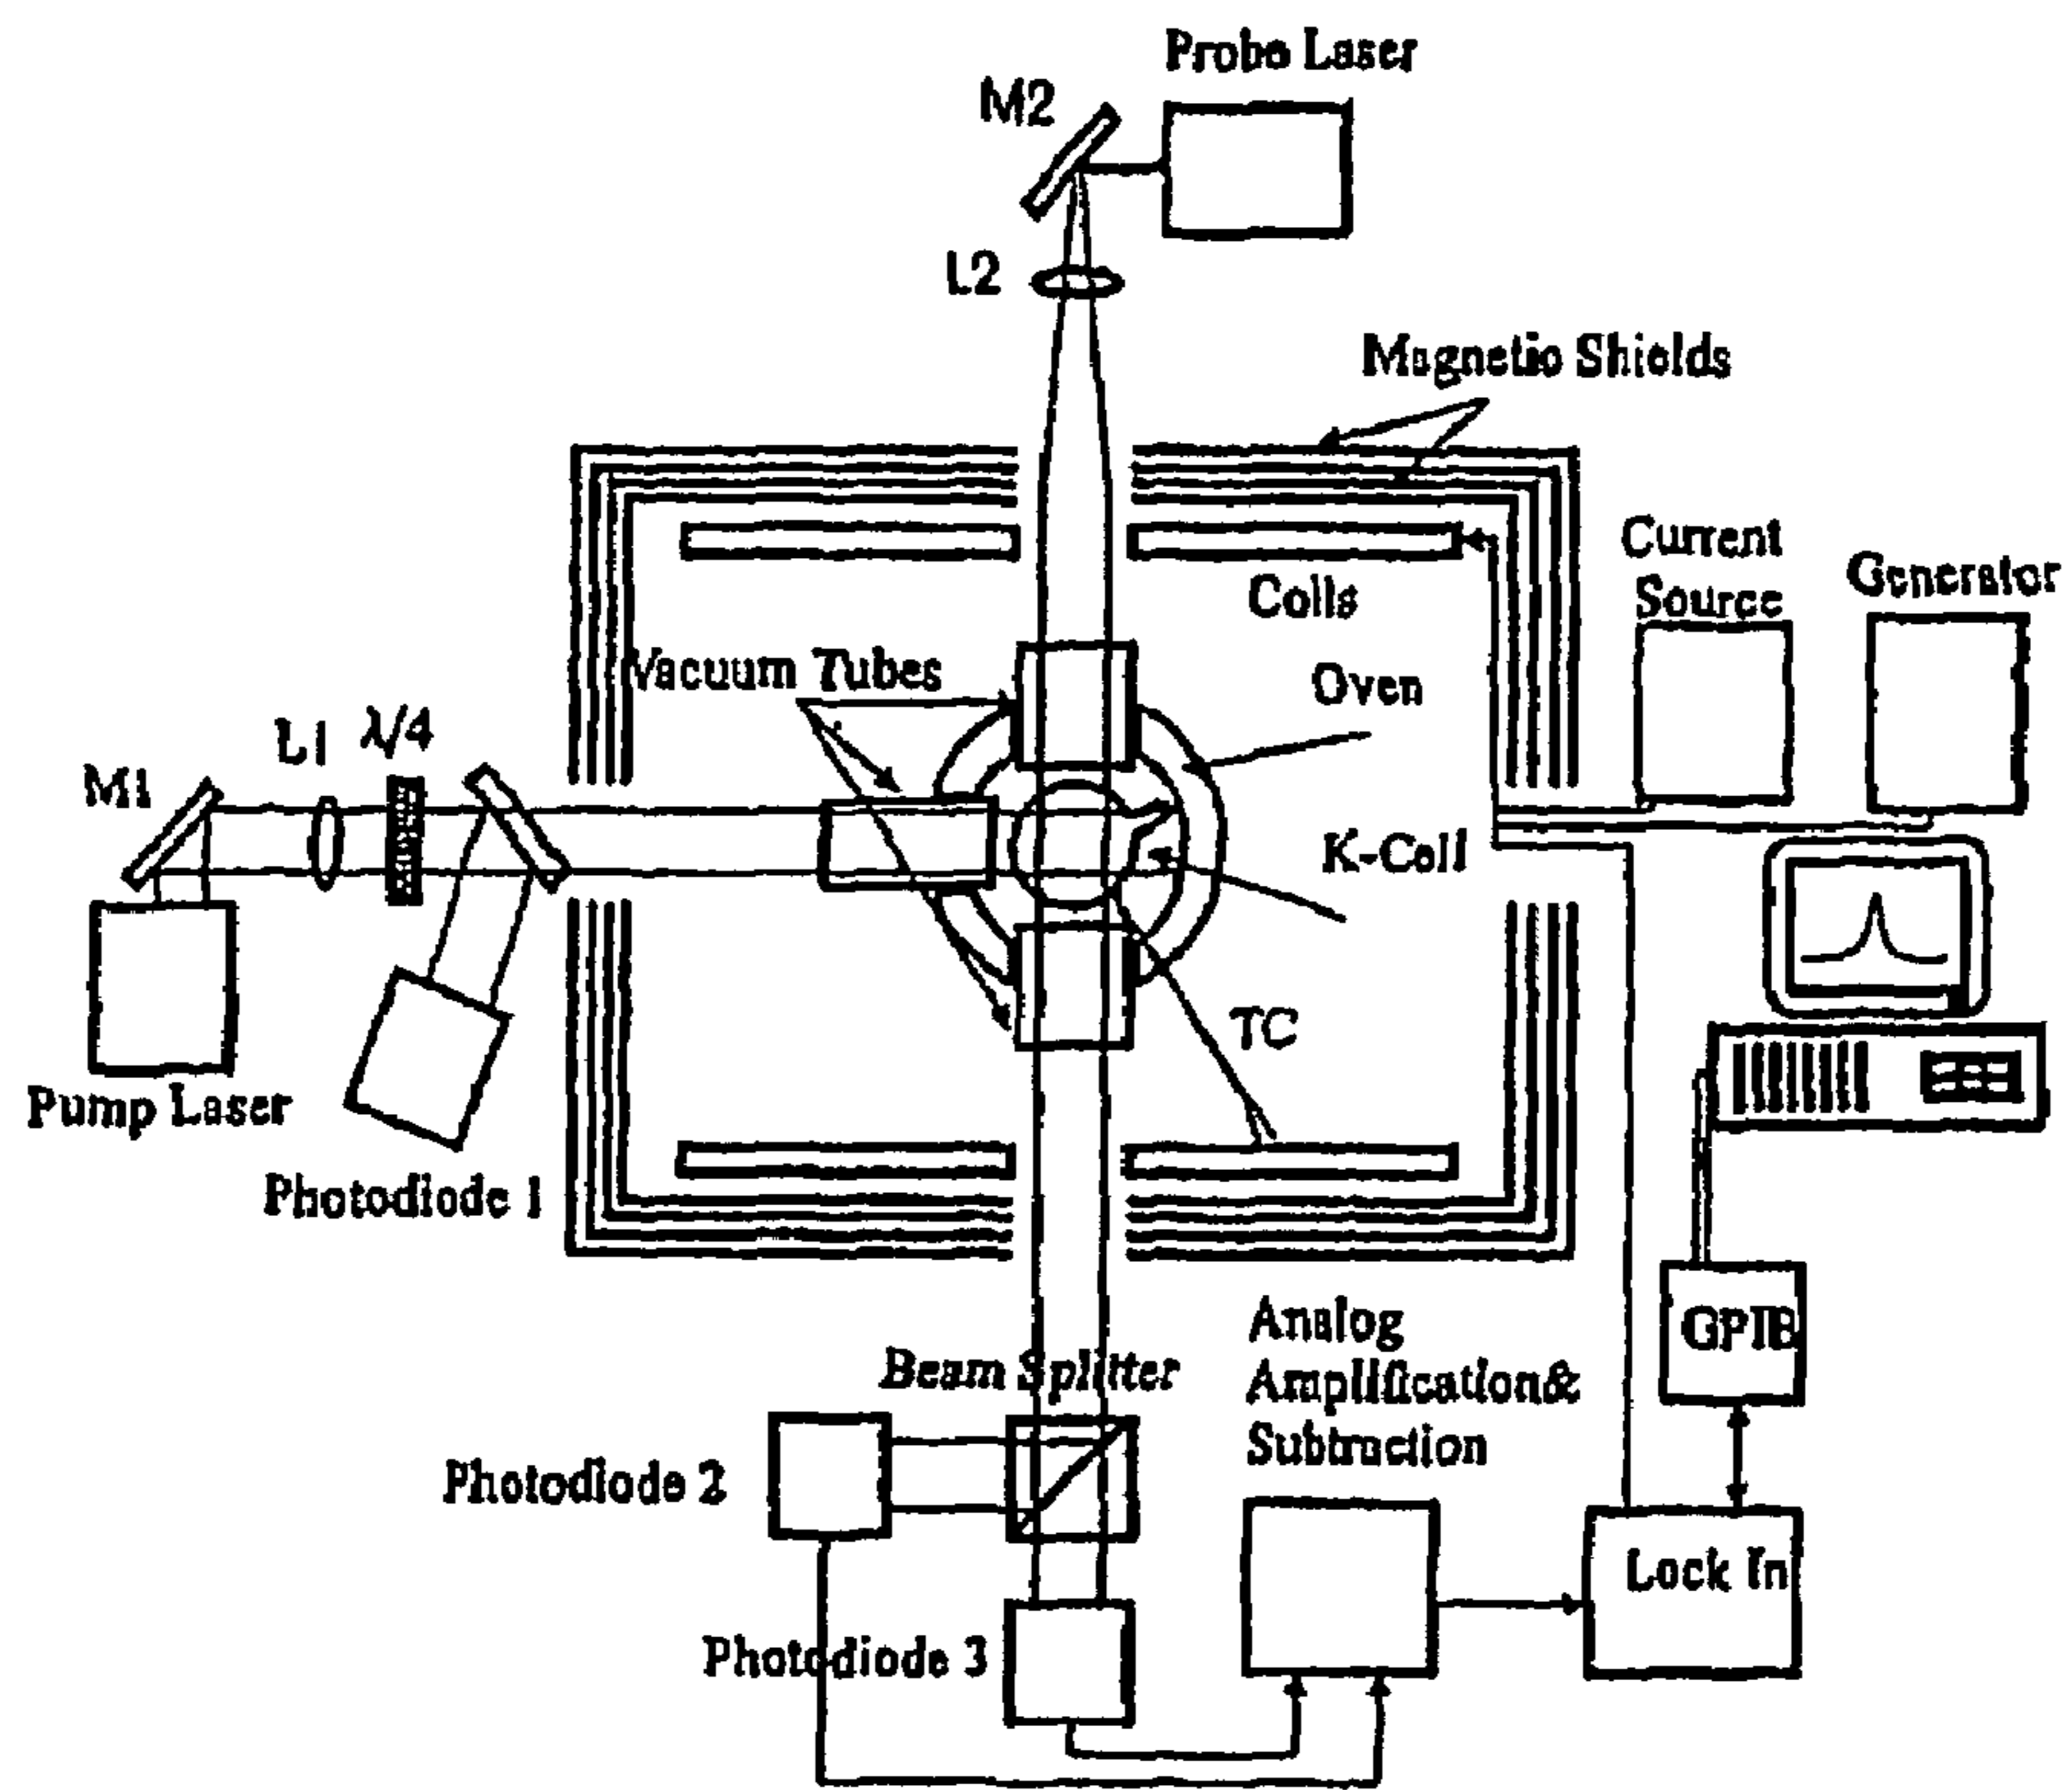 Probe Laser
M2
L2
Magnetic Shields
Current
Source
Generator
Coils
Vacuum Tubes
Oven
L1
λ/4
M1
K-Cell
TC
Pump Laser
Photodiode 1
GPIB
Analog
Amplification&
Subtraction
Beam Splitter
Photodiode 2
Lock In
Photodiode 3